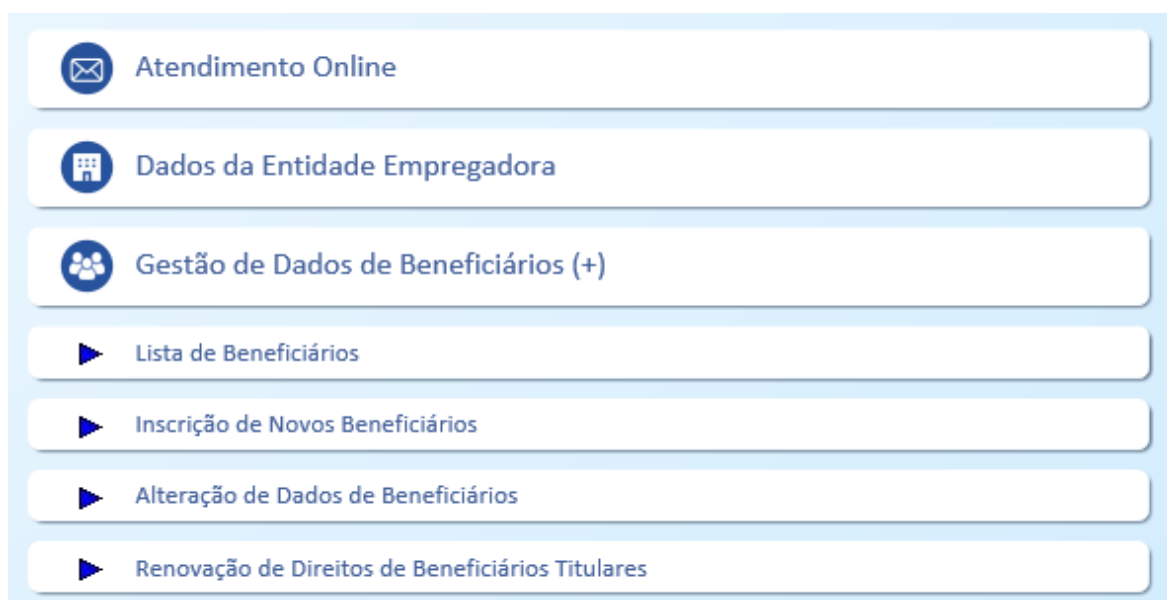 Atendimento Online
Dados da Entidade Empregadora
Gestão de Dados de Beneficiários (+)
Lista de Beneficiários
Inscrição de Novos Beneficiários
Alteração de Dados de Beneficiários
Renovação de Direitos de Beneficiários Titulares